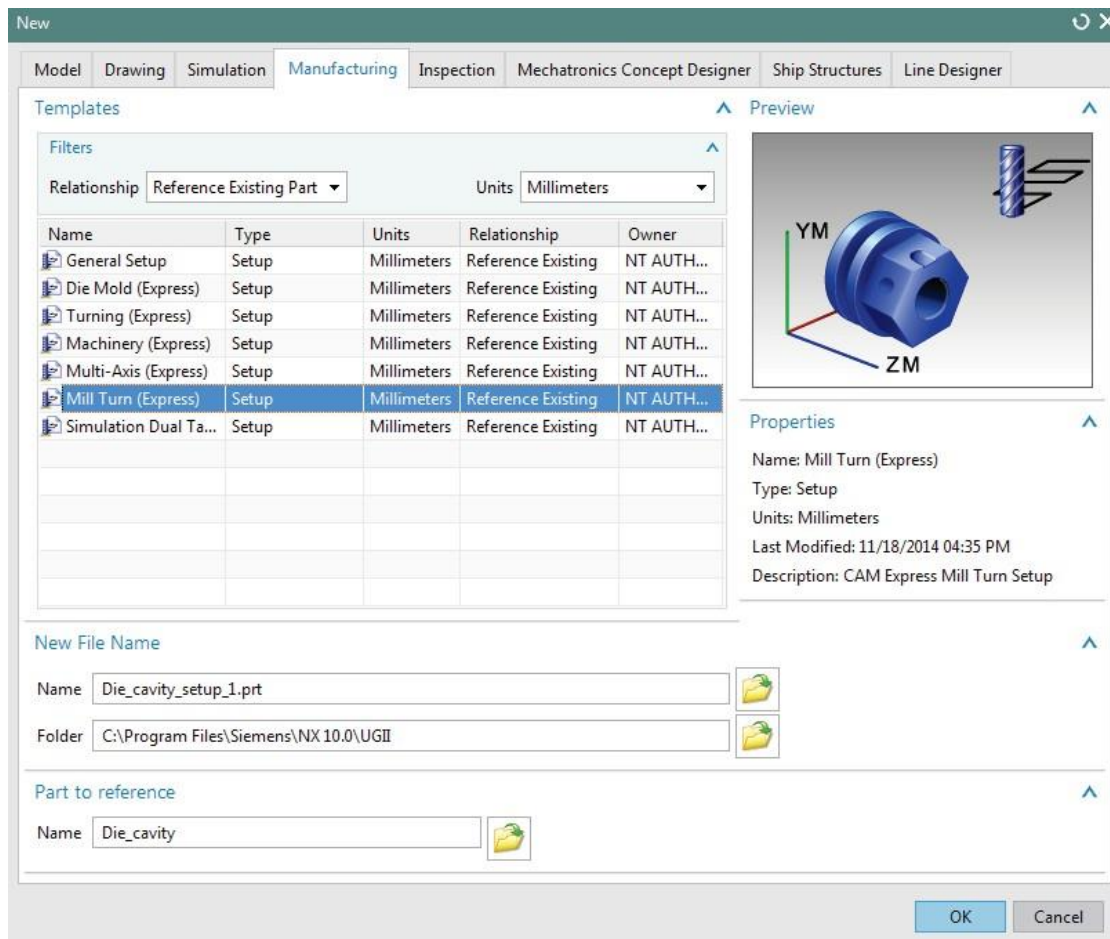 New
Model Drawing Simulation Manufacturing Inspection Mechatronics Concept Designer Ship Structures Line Designer
Templates
Filters
Relationship Reference Existing Part Units Millimeters
Name Type Units Relationship Owner
General Setup Setup Millimeters Reference Existing NT AUTH...
Die Mold (Express) Setup Millimeters Reference Existing NT AUTH...
Turning (Express) Setup Millimeters Reference Existing NT AUTH...
Machinery (Express) Setup Millimeters Reference Existing NT AUTH...
Multi-Axis (Express) Setup Millimeters Reference Existing NT AUTH...
Mill Turn (Express) Setup Millimeters Reference Existing NT AUTH...
Simulation Dual Ta... Setup Millimeters Reference Existing NT AUTH...
Preview
YM
ZM
Properties
Name: Mill Turn (Express)
Type: Setup
Units: Millimeters
Last Modified: 11/18/2014 04:35 PM
Description: CAM Express Mill Turn Setup
New File Name
Name Die_cavity_setup_1.prt
Folder C:\Program Files\Siemens\NX 10.0\UGII
Part to reference
Name Die_cavity
OK Cancel